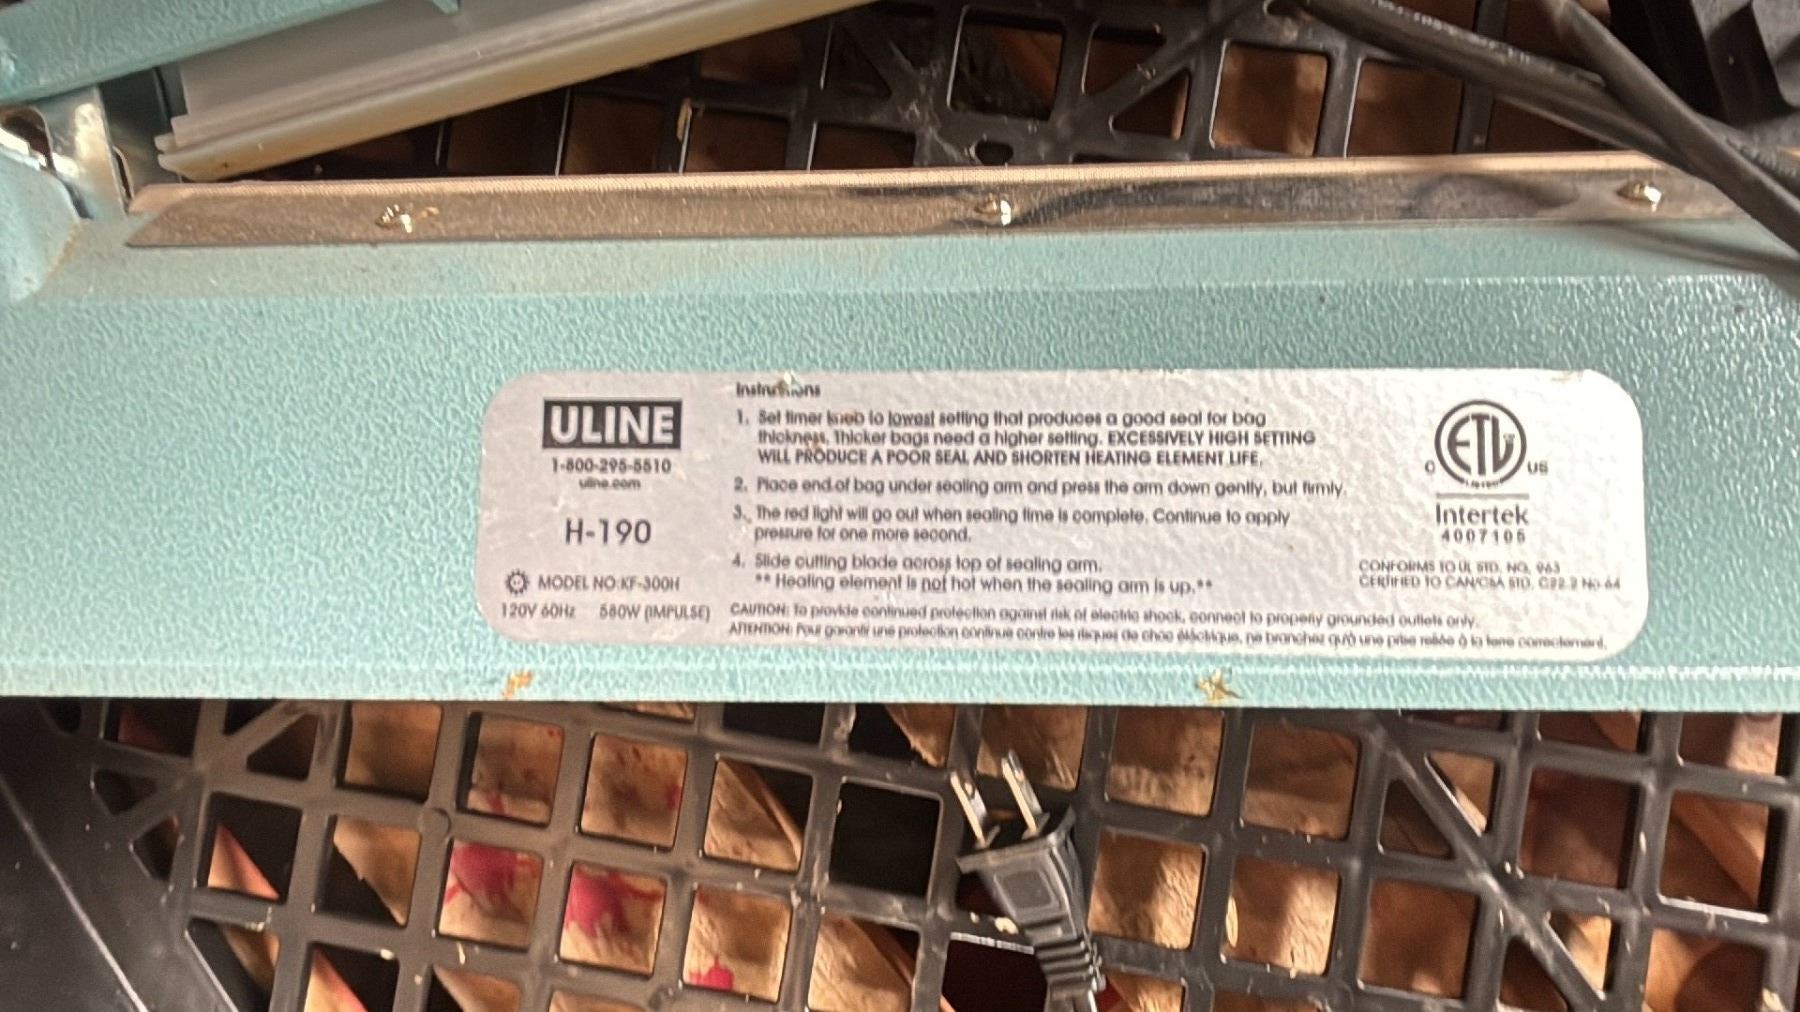 ULINE
1-800-295-5510
uline.com
H-190
MODEL NO:KF-300H
120V 60Hz 580W (IMPULSE)
Instructions
1. Set timer knob to lowest setting that produces a good seal for bag
thickness. Thicker bags need a higher setting. EXCESSIVELY HIGH SETTING
WILL PRODUCE A POOR SEAL AND SHORTEN HEATING ELEMENT LIFE.
2. Place end of bag under sealing arm and press the arm down gently, but firmly.
3. The red light will go out when sealing time is complete. Continue to apply
pressure for one more second.
4. Slide cutting blade across top of sealing arm.
** Heating element is not hot when the sealing arm is up.**
CAUTION: To provide continued protection against risk of electric shock, connect to properly grounded outlets only.
ATTENTION: Pour garantir une protection continue contre les risques de choc éléctrique, ne branchez qu'à une prise reliée à la terre correctement.
ETL
C US
Intertek
4007105
CONFORMS TO UL STD. NO. 963
CERTIFIED TO CAN/CSA STD. C22.2 No 64